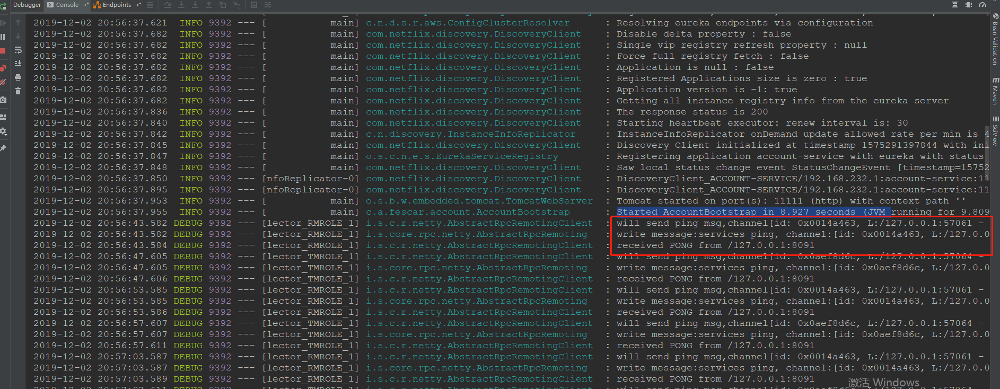 Debugger Console Endpoints
2019-12-02 20:56:37.621 INFO 9392 --- [ main] c.n.d.s.r.aws.ConfigClusterResolver : Resolving eureka endpoints via configuration
2019-12-02 20:56:37.682 INFO 9392 --- [ main] com.netflix.discovery.DiscoveryClient : Disable delta property : false
2019-12-02 20:56:37.682 INFO 9392 --- [ main] com.netflix.discovery.DiscoveryClient : Single vip registry refresh property : null
2019-12-02 20:56:37.682 INFO 9392 --- [ main] com.netflix.discovery.DiscoveryClient : Force full registry fetch : false
2019-12-02 20:56:37.682 INFO 9392 --- [ main] com.netflix.discovery.DiscoveryClient : Application is null : false
2019-12-02 20:56:37.682 INFO 9392 --- [ main] com.netflix.discovery.DiscoveryClient : Registered Applications size is zero : true
2019-12-02 20:56:37.682 INFO 9392 --- [ main] com.netflix.discovery.DiscoveryClient : Application version is -1: true
2019-12-02 20:56:37.682 INFO 9392 --- [ main] com.netflix.discovery.DiscoveryClient : Getting all instance registry info from the eureka server
2019-12-02 20:56:37.836 INFO 9392 --- [ main] com.netflix.discovery.DiscoveryClient : The response status is 200
2019-12-02 20:56:37.840 INFO 9392 --- [ main] com.netflix.discovery.DiscoveryClient : Starting heartbeat executor: renew interval is: 30
2019-12-02 20:56:37.842 INFO 9392 --- [ main] c.n.discovery.InstanceInfoReplicator : InstanceInfoReplicator onDemand update allowed rate per min is 4
2019-12-02 20:56:37.845 INFO 9392 --- [ main] com.netflix.discovery.DiscoveryClient : Discovery Client initialized at timestamp 1575291397844 with ini
2019-12-02 20:56:37.847 INFO 9392 --- [ main] o.s.c.n.e.s.EurekaServiceRegistry : Registering application account-service with eureka with status
2019-12-02 20:56:37.848 INFO 9392 --- [ main] com.netflix.discovery.DiscoveryClient : Saw local status change event StatusChangeEvent [timestamp=15752
2019-12-02 20:56:37.850 INFO 9392 --- [nfoReplicator-0] com.netflix.discovery.DiscoveryClient : DiscoveryClient_ACCOUNT-SERVICE/192.168.232.1:account-service:11
2019-12-02 20:56:37.895 INFO 9392 --- [nfoReplicator-0] com.netflix.discovery.DiscoveryClient : DiscoveryClient_ACCOUNT-SERVICE/192.168.232.1:account-service:11
2019-12-02 20:56:37.953 INFO 9392 --- [ main] o.s.b.w.embedded.tomcat.TomcatWebServer : Tomcat started on port(s): 11111 (http) with context path ''
2019-12-02 20:56:37.955 INFO 9392 --- [ main] c.a.fescar.account.AccountBootstrap : Started AccountBootstrap in 8.927 seconds (JVM running for 9.809
2019-12-02 20:56:43.582 DEBUG 9392 --- [lector_RMROLE_1] i.s.c.r.netty.AbstractRpcRemotingClient : will send ping msg,channel[id: 0x0014a463, L:/127.0.0.1:57061 -
2019-12-02 20:56:43.582 DEBUG 9392 --- [lector_RMROLE_1] i.s.core.rpc.netty.AbstractRpcRemoting : write message:services ping, channel:[id: 0x0014a463, L:/127.0.0
2019-12-02 20:56:43.584 DEBUG 9392 --- [lector_RMROLE_1] i.s.c.r.netty.AbstractRpcRemotingClient : received PONG from /127.0.0.1:8091
2019-12-02 20:56:47.605 DEBUG 9392 --- [lector_TMROLE_1] i.s.c.r.netty.AbstractRpcRemotingClient : will send ping msg,channel[id: 0x0aef8d6c, L:/127.0.0.1:57064 -
2019-12-02 20:56:47.605 DEBUG 9392 --- [lector_TMROLE_1] i.s.core.rpc.netty.AbstractRpcRemoting : write message:services ping, channel:[id: 0x0aef8d6c, L:/127.0.0
2019-12-02 20:56:47.606 DEBUG 9392 --- [lector_TMROLE_1] i.s.c.r.netty.AbstractRpcRemotingClient : received PONG from /127.0.0.1:8091
2019-12-02 20:56:53.585 DEBUG 9392 --- [lector_RMROLE_1] i.s.c.r.netty.AbstractRpcRemotingClient : will send ping msg,channel[id: 0x0014a463, L:/127.0.0.1:57061 -
2019-12-02 20:56:53.585 DEBUG 9392 --- [lector_RMROLE_1] i.s.core.rpc.netty.AbstractRpcRemoting : write message:services ping, channel:[id: 0x0014a463, L:/127.0.0
2019-12-02 20:56:53.586 DEBUG 9392 --- [lector_RMROLE_1] i.s.c.r.netty.AbstractRpcRemotingClient : received PONG from /127.0.0.1:8091
2019-12-02 20:56:57.607 DEBUG 9392 --- [lector_TMROLE_1] i.s.c.r.netty.AbstractRpcRemotingClient : will send ping msg,channel[id: 0x0aef8d6c, L:/127.0.0.1:57064 -
2019-12-02 20:56:57.607 DEBUG 9392 --- [lector_TMROLE_1] i.s.core.rpc.netty.AbstractRpcRemoting : write message:services ping, channel:[id: 0x0aef8d6c, L:/127.0.0
2019-12-02 20:56:57.611 DEBUG 9392 --- [lector_TMROLE_1] i.s.c.r.netty.AbstractRpcRemotingClient : received PONG from /127.0.0.1:8091
2019-12-02 20:57:03.587 DEBUG 9392 --- [lector_RMROLE_1] i.s.c.r.netty.AbstractRpcRemotingClient : will send ping msg,channel[id: 0x0014a463, L:/127.0.0.1:57061 -
2019-12-02 20:57:03.587 DEBUG 9392 --- [lector_RMROLE_1] i.s.core.rpc.netty.AbstractRpcRemoting : write message:services ping, channel:[id: 0x0014a463, L:/127.0.0
2019-12-02 20:57:03.589 DEBUG 9392 --- [lector_RMROLE_1] i.s.c.r.netty.AbstractRpcRemotingClient : received PONG from /127.0.0.1:8091
激活 Windows
Bean Validation
Maven
SciView